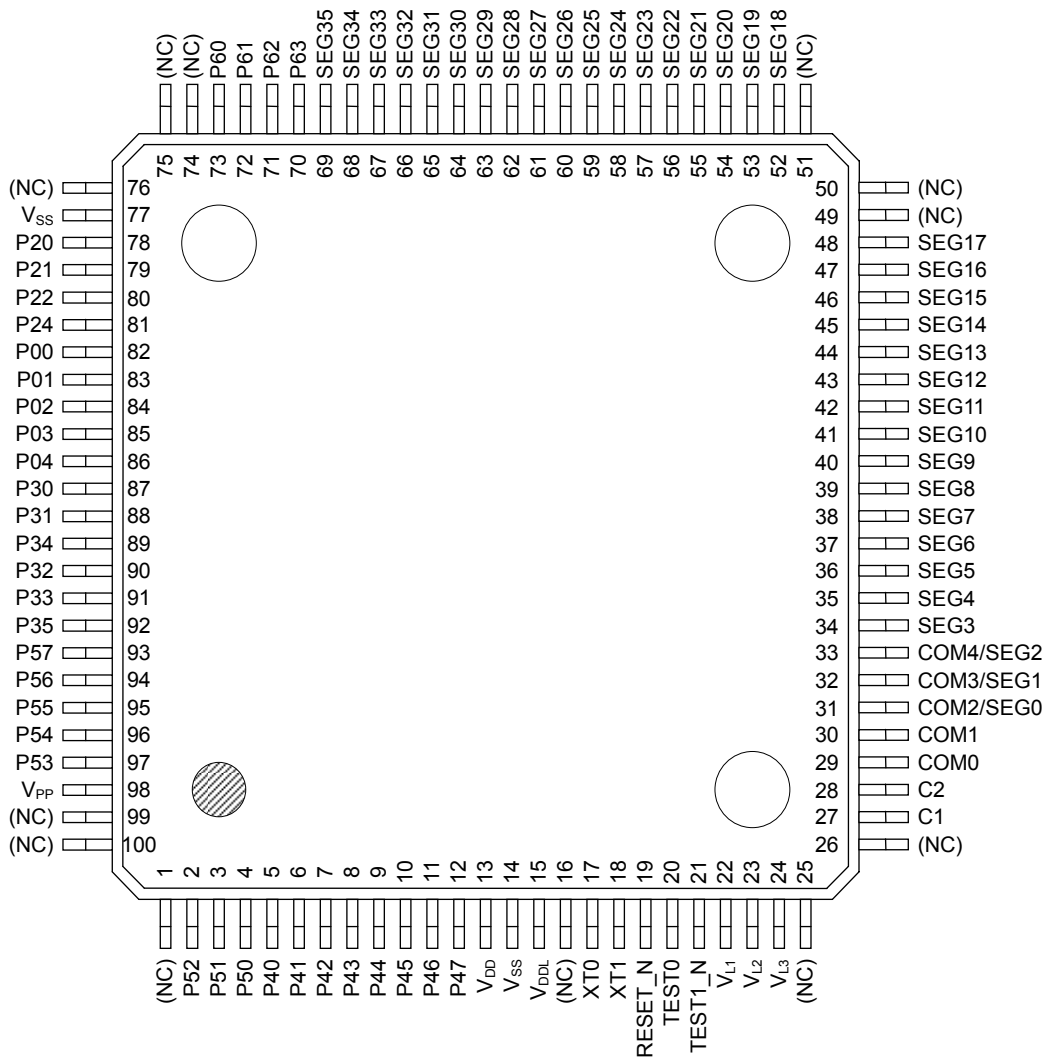 (NC) (NC) P60 P61 P62 P63 SEG35 SEG34 SEG33 SEG32 SEG31 SEG30 SEG29 SEG28 SEG27 SEG26 SEG25 SEG24 SEG23 SEG22 SEG21 SEG20 SEG19 SEG18 (NC)
75 74 73 72 71 70 69 68 67 66 65 64 63 62 61 60 59 58 57 56 55 54 53 52 51
(NC) 76 50 (NC)
VSS 77 49 (NC)
P20 78 48 SEG17
P21 79 47 SEG16
P22 80 46 SEG15
P24 81 45 SEG14
P00 82 44 SEG13
P01 83 43 SEG12
P02 84 42 SEG11
P03 85 41 SEG10
P04 86 40 SEG9
P30 87 39 SEG8
P31 88 38 SEG7
P34 89 37 SEG6
P32 90 36 SEG5
P33 91 35 SEG4
P35 92 34 SEG3
P57 93 33 COM4/SEG2
P56 94 32 COM3/SEG1
P55 95 31 COM2/SEG0
P54 96 30 COM1
P53 97 29 COM0
VPP 98 28 C2
(NC) 99 27 C1
(NC) 100 26 (NC)
1 2 3 4 5 6 7 8 9 10 11 12 13 14 15 16 17 18 19 20 21 22 23 24 25
(NC) P52 P51 P50 P40 P41 P42 P43 P44 P45 P46 P47 VDD VSS VDDL (NC) XT0 XT1 RESET_N TEST0 TEST1_N VL1 VL2 VL3 (NC)